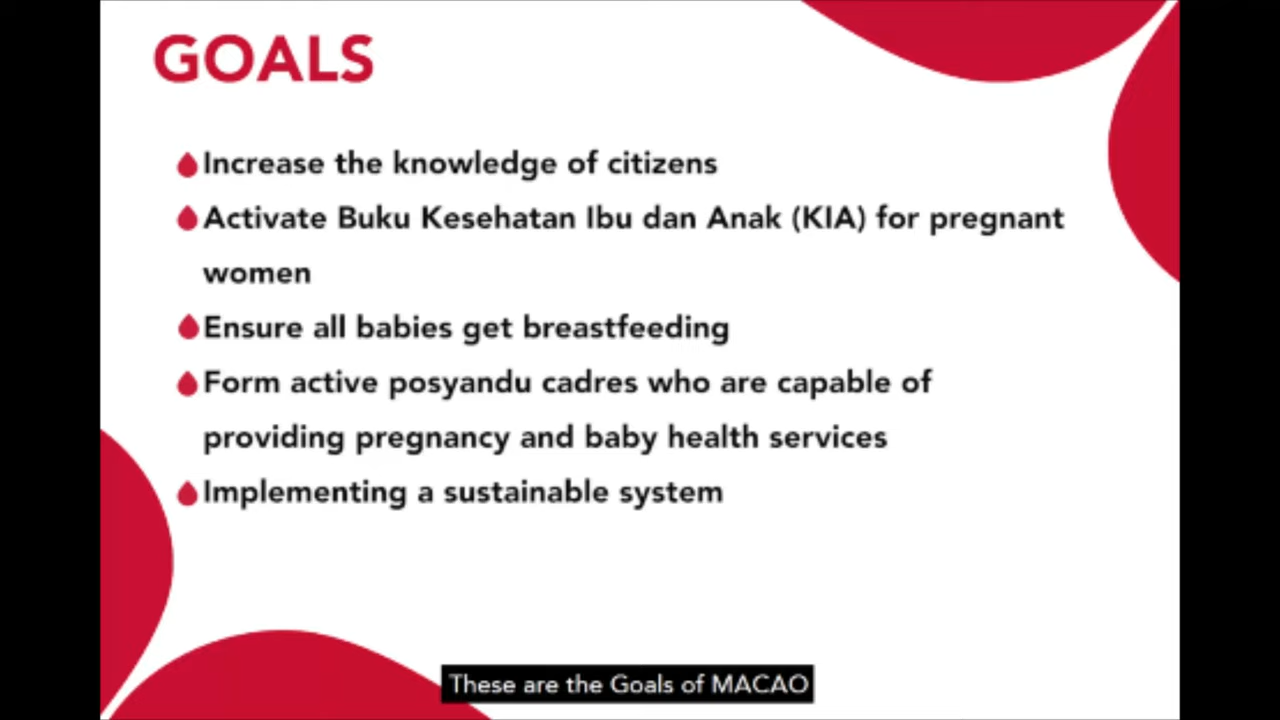 GOALS
Increase the knowledge of citizens
Activate Buku Kesehatan Ibu dan Anak (KIA) for pregnant
women
Ensure all babies get breastfeeding
Form active posyandu cadres who are capable of
providing pregnancy and baby health services
Implementing a sustainable system
These are the Goals of MACAO